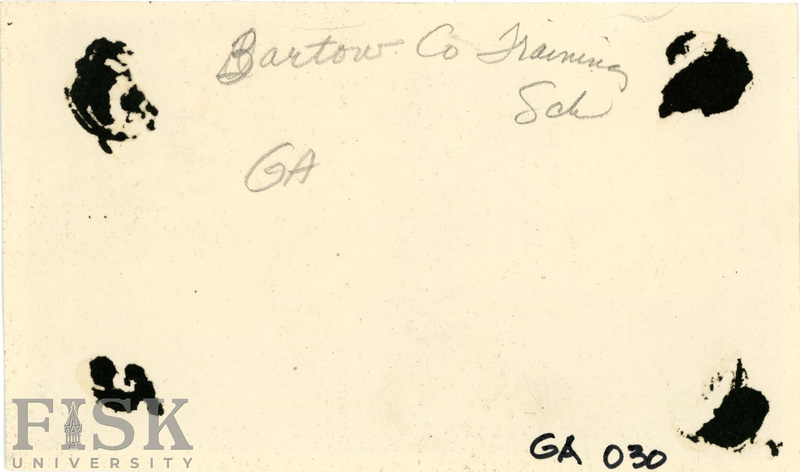 Bartow Co Training
Sch
GA
FISK
UNIVERSITY
GA 030